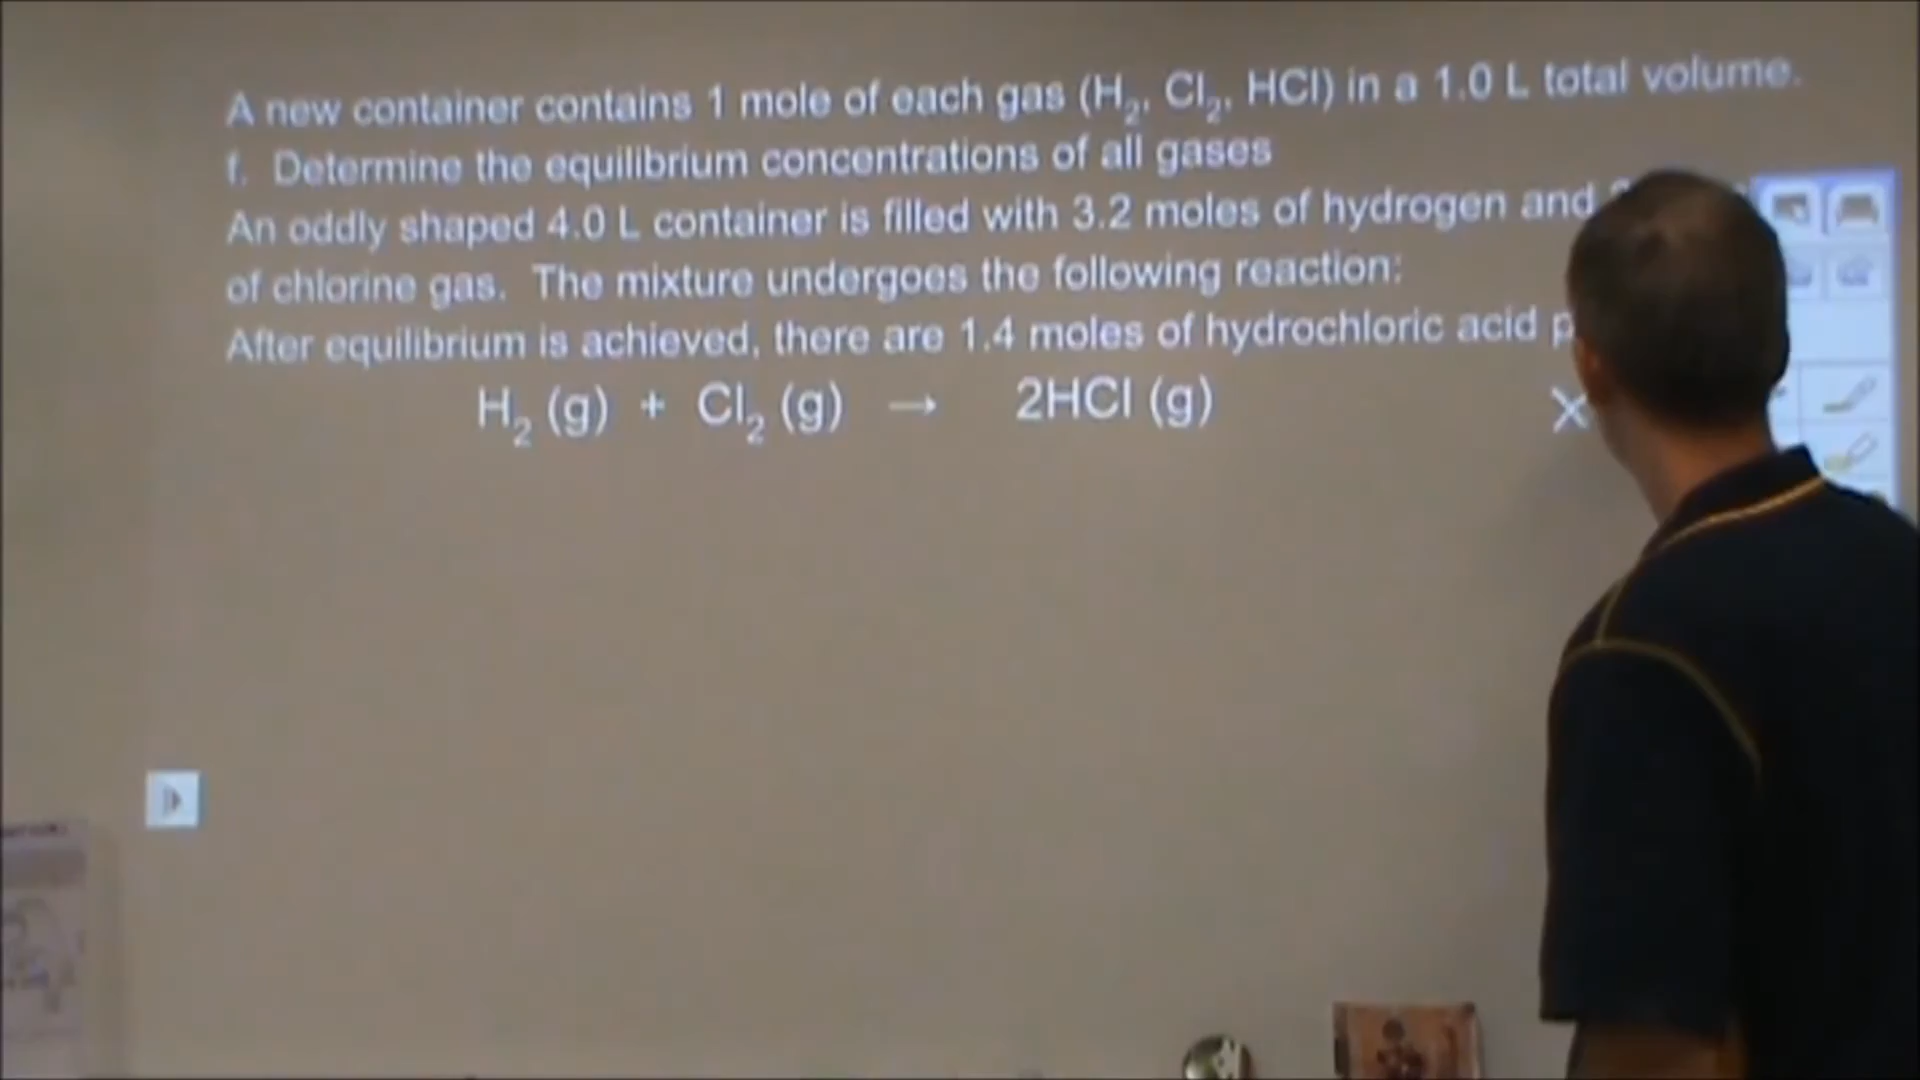 A new container contains 1 mole of each gas (H₂, Cl₂, HCl) in a 1.0 L total volume.
f. Determine the equilibrium concentrations of all gases
An oddly shaped 4.0 L container is filled with 3.2 moles of hydrogen and
of chlorine gas. The mixture undergoes the following reaction:
After equilibrium is achieved, there are 1.4 moles of hydrochloric acid
H₂ (g) + Cl₂ (g) → 2HCl (g) X